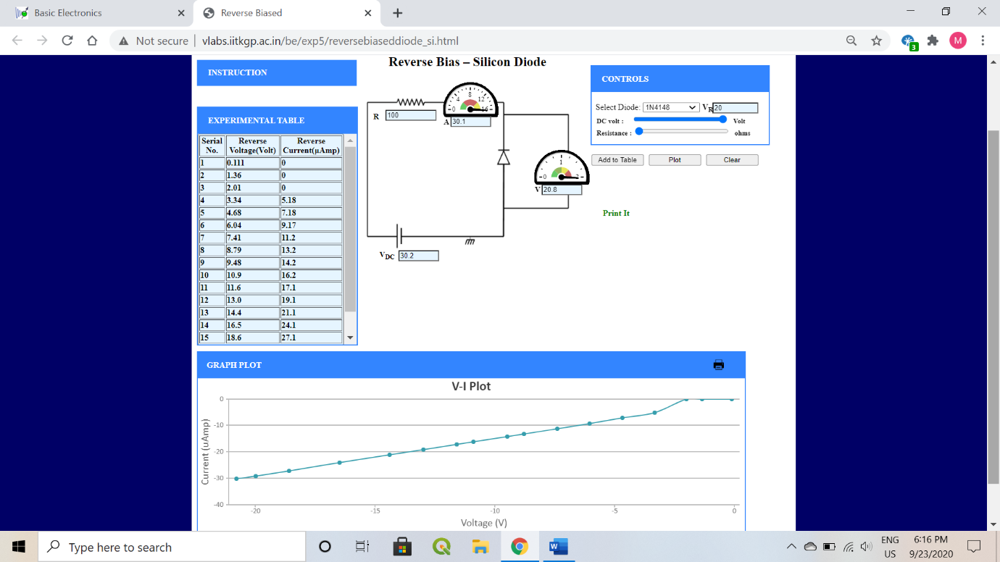 Basic Electronics
Reverse Biased
Not secure | vlabs.iitkgp.ac.in/be/exp5/reversebiaseddiode_si.html
3
M
Reverse Bias – Silicon Diode
INSTRUCTION
EXPERIMENTAL TABLE
Serial No. Reverse Voltage(Volt) Reverse Current(μAmp)
1 0.111 0
2 1.36 0
3 2.01 0
4 3.34 5.18
5 4.68 7.18
6 6.04 9.17
7 7.41 11.2
8 8.79 13.2
9 9.48 14.2
10 10.9 16.2
11 11.6 17.1
12 13.0 19.1
13 14.4 21.1
14 16.5 24.1
15 18.6 27.1
R 100
0 4 8 12 16
A 30.1
0 1 2
V 20.8
VDC 30.2
CONTROLS
Select Diode: 1N4148 VR 20
DC volt : Volt
Resistance : ohms
Add to Table Plot Clear
Print It
GRAPH PLOT
V-I Plot
Current (uAmp)
0
-10
-20
-30
-40
-20 -15 -10 -5 0
Voltage (V)
Type here to search
W
ENG
US
6:16 PM
9/23/2020